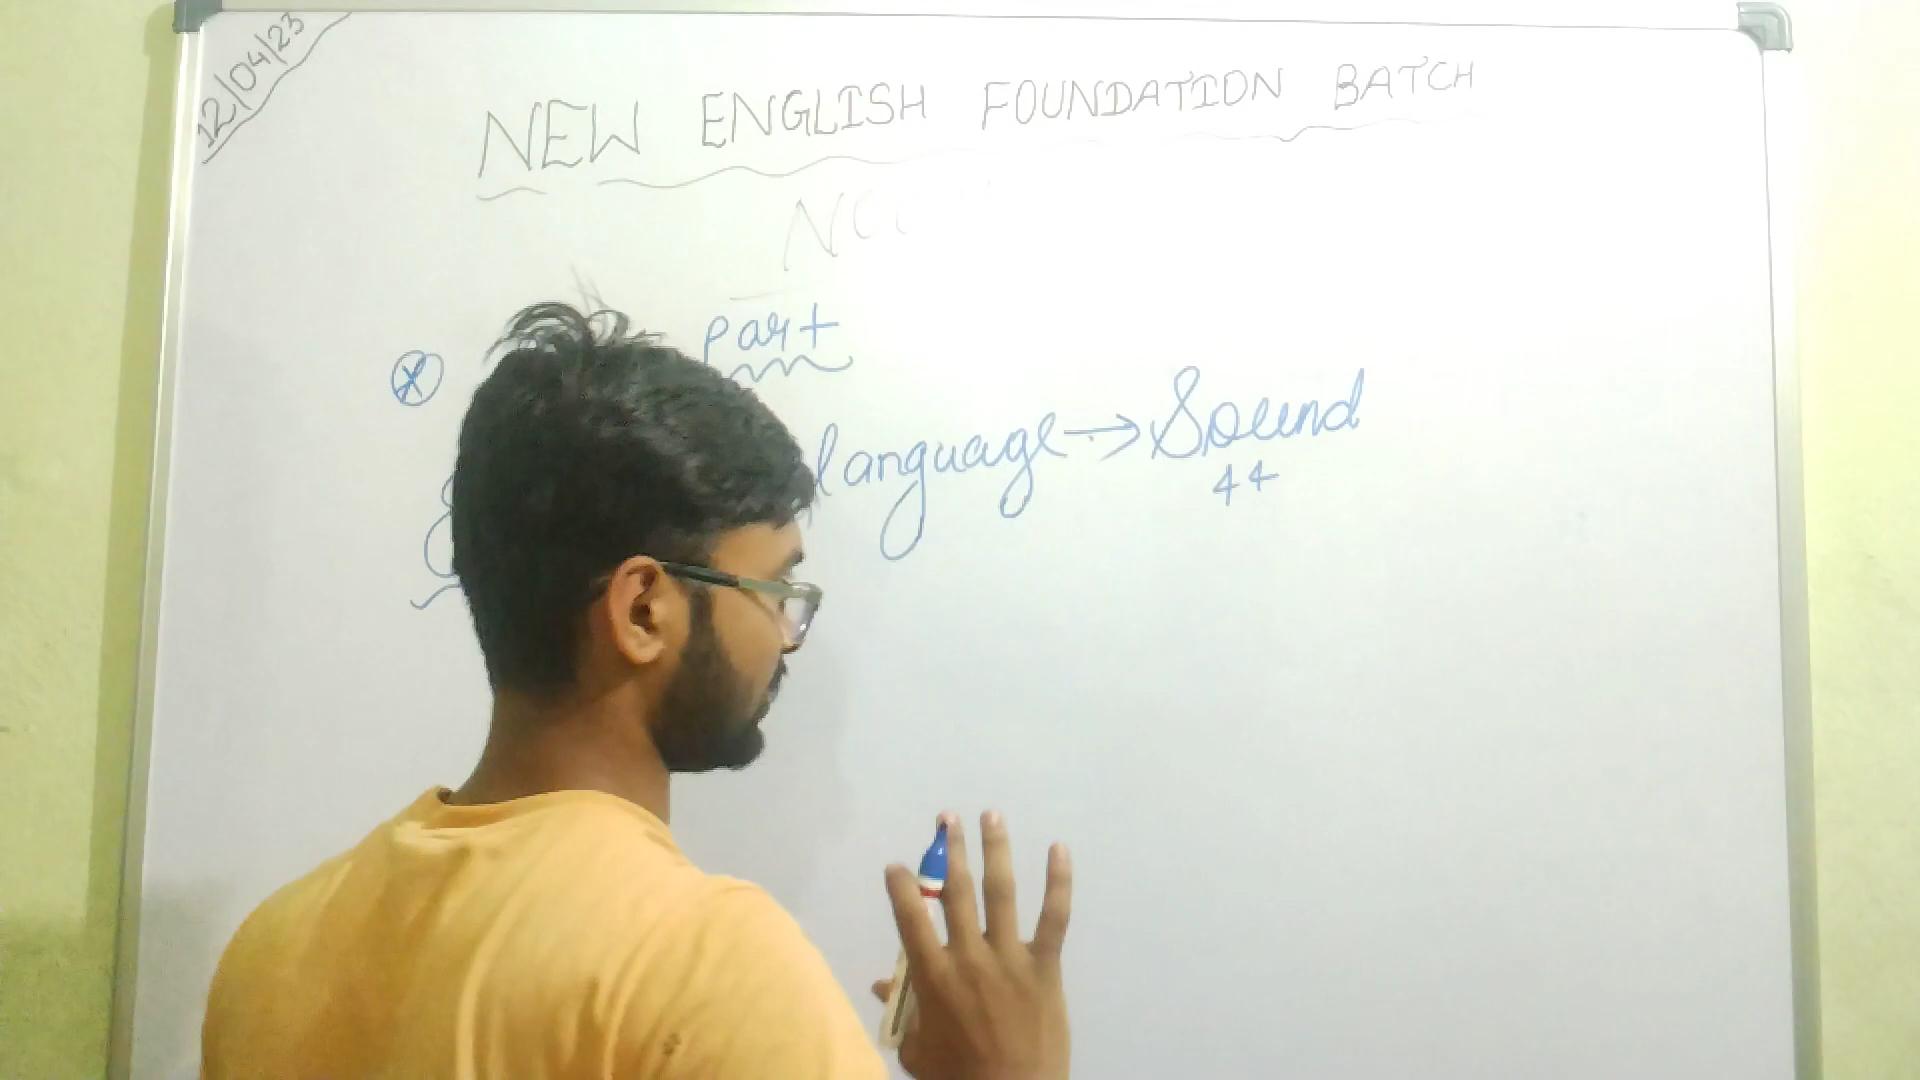 12/04/23
NEW ENGLISH FOUNDATION BATCH
part
language → Sound
44